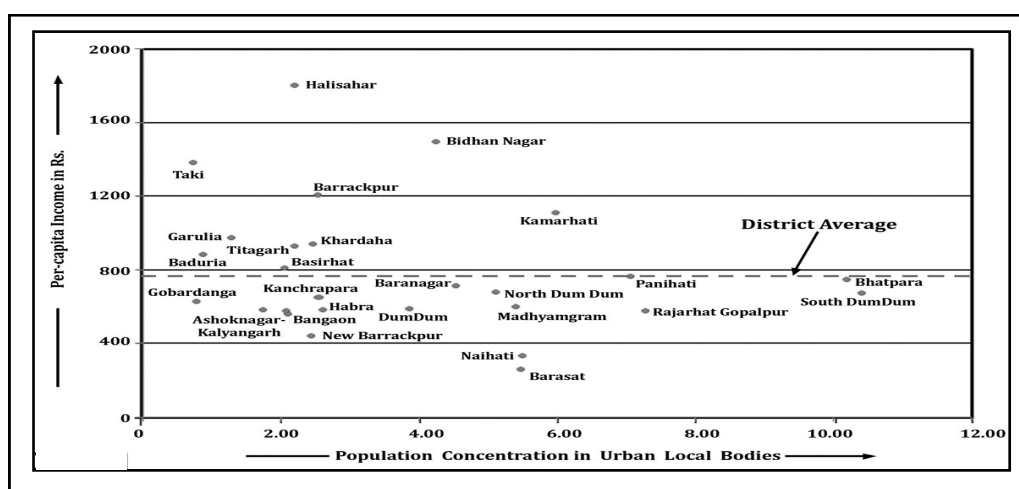 2000
Halisahar
1600
Bidhan Nagar
Taki
Barrackpur
1200
Kamarhati
District Average
Garulia
Khardaha
Titagarh
Baduria
Basirhat
800
Kanchrapara
Baranagar
Panihati
Bhatpara
Gobardanga
North Dum Dum
South DumDum
Habra
Ashoknagar-
Kalyangarh
Bangaon
DumDum
Madhyamgram
Rajarhat Gopalpur
New Barrackpur
400
Naihati
Barasat
0
0 2.00 4.00 6.00 8.00 10.00 12.00
Population Concentration in Urban Local Bodies
Per-capita Income in Rs.